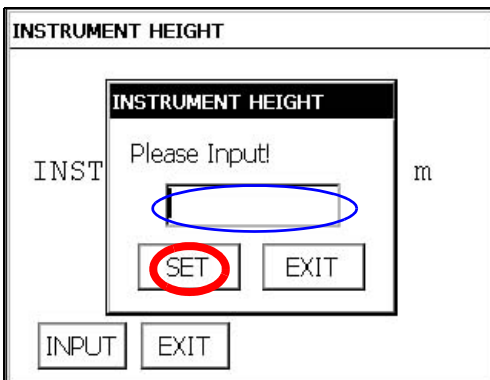 INSTRUMENT HEIGHT
INSTRUMENT HEIGHT
Please Input!
INST m
SET EXIT
INPUT EXIT